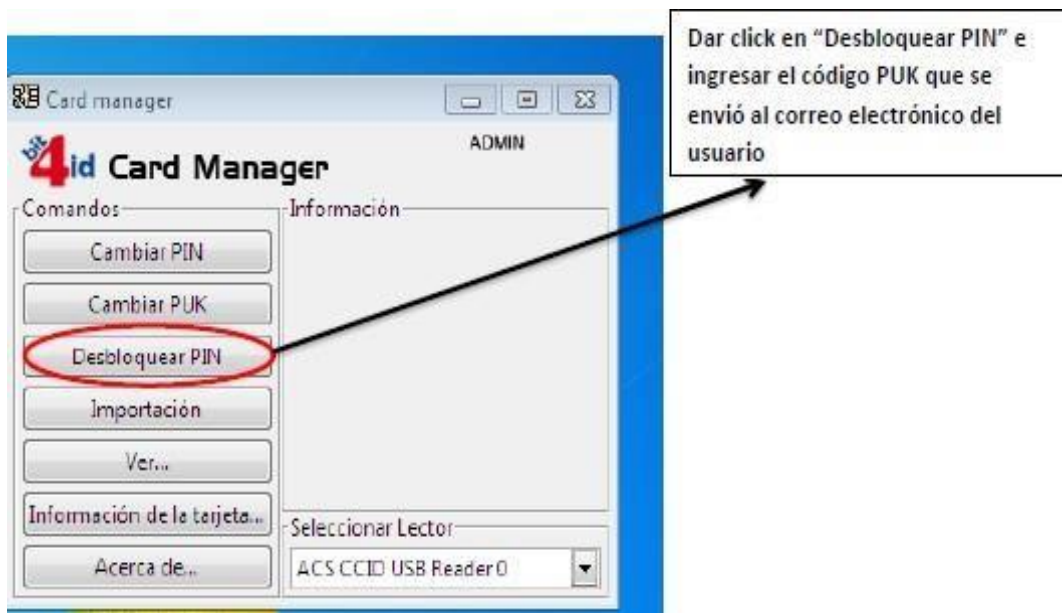 Dar click en “Desbloquear PIN” e
ingresar el código PUK que se
envió al correo electrónico del
usuario
Card manager
bit4id Card Manager
ADMIN
Comandos
Información
Cambiar PIN
Cambiar PUK
Desbloquear PIN
Importación
Ver...
Información de la tarjeta...
Acerca de...
Seleccionar Lector
ACS CCID USB Reader 0